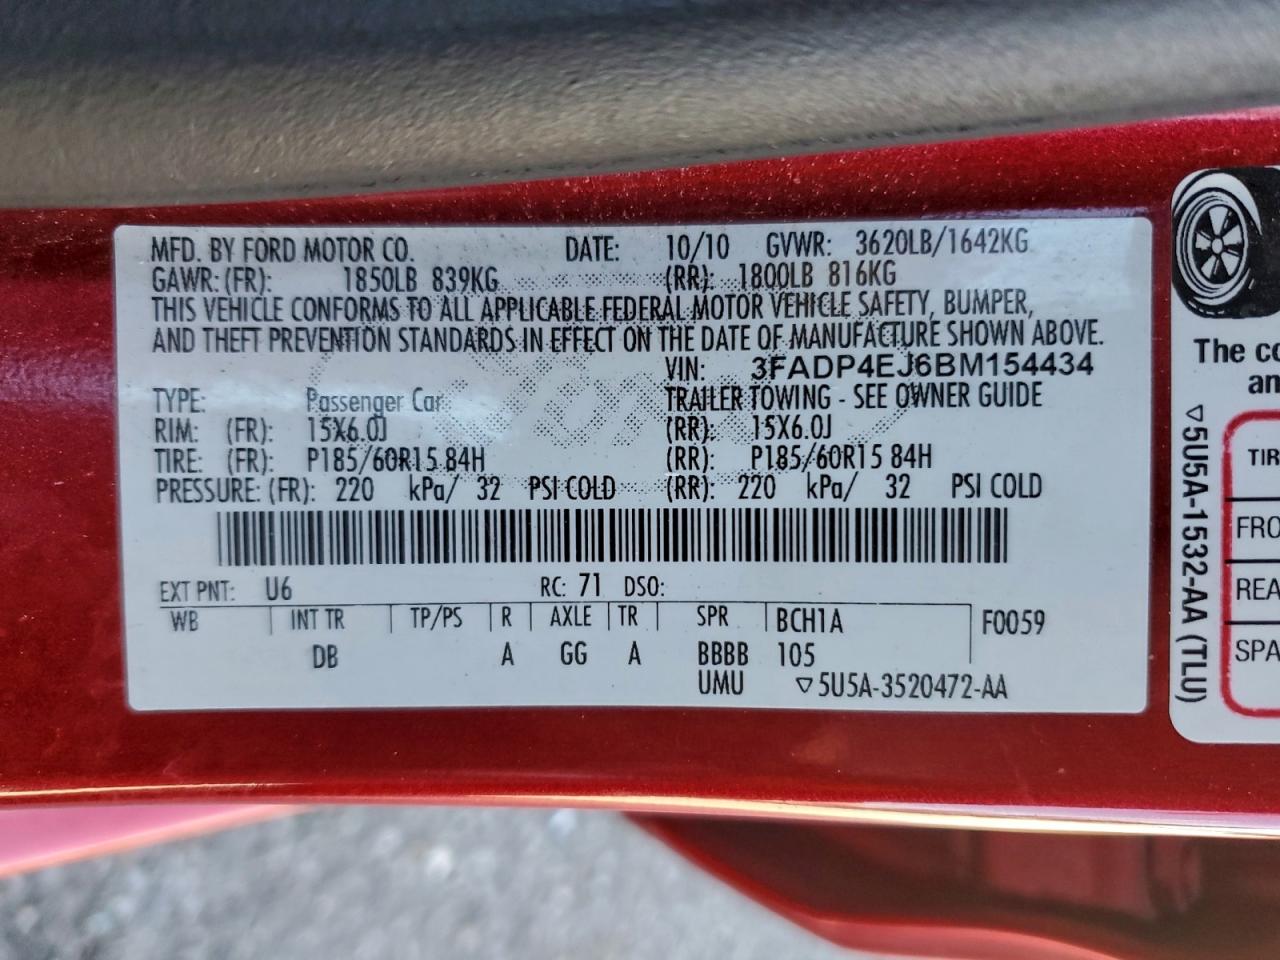 MFD. BY FORD MOTOR CO. DATE: 10/10 GVWR: 3620LB/1642KG
GAWR: (FR): 1850LB 839KG (RR): 1800LB 816KG
THIS VEHICLE CONFORMS TO ALL APPLICABLE FEDERAL MOTOR VEHICLE SAFETY, BUMPER,
AND THEFT PREVENTION STANDARDS IN EFFECT ON THE DATE OF MANUFACTURE SHOWN ABOVE.
VIN: 3FADP4EJ6BM154434
TYPE: Passenger Car TRAILER TOWING - SEE OWNER GUIDE
RIM: (FR): 15X6.0J (RR): 15X6.0J
TIRE: (FR): P185/60R15 84H (RR): P185/60R15 84H
PRESSURE: (FR): 220 kPa/ 32 PSI COLD (RR): 220 kPa/ 32 PSI COLD
EXT PNT: U6 RC: 71 DSO:
WB INT TR TP/PS R AXLE TR SPR BCH1A F0059
DB A GG A BBBB 105
UMU ▽5U5A-3520472-AA
▽5U5A-1532-AA (TLU)
The co
an
TIR
FRO
REA
SPA